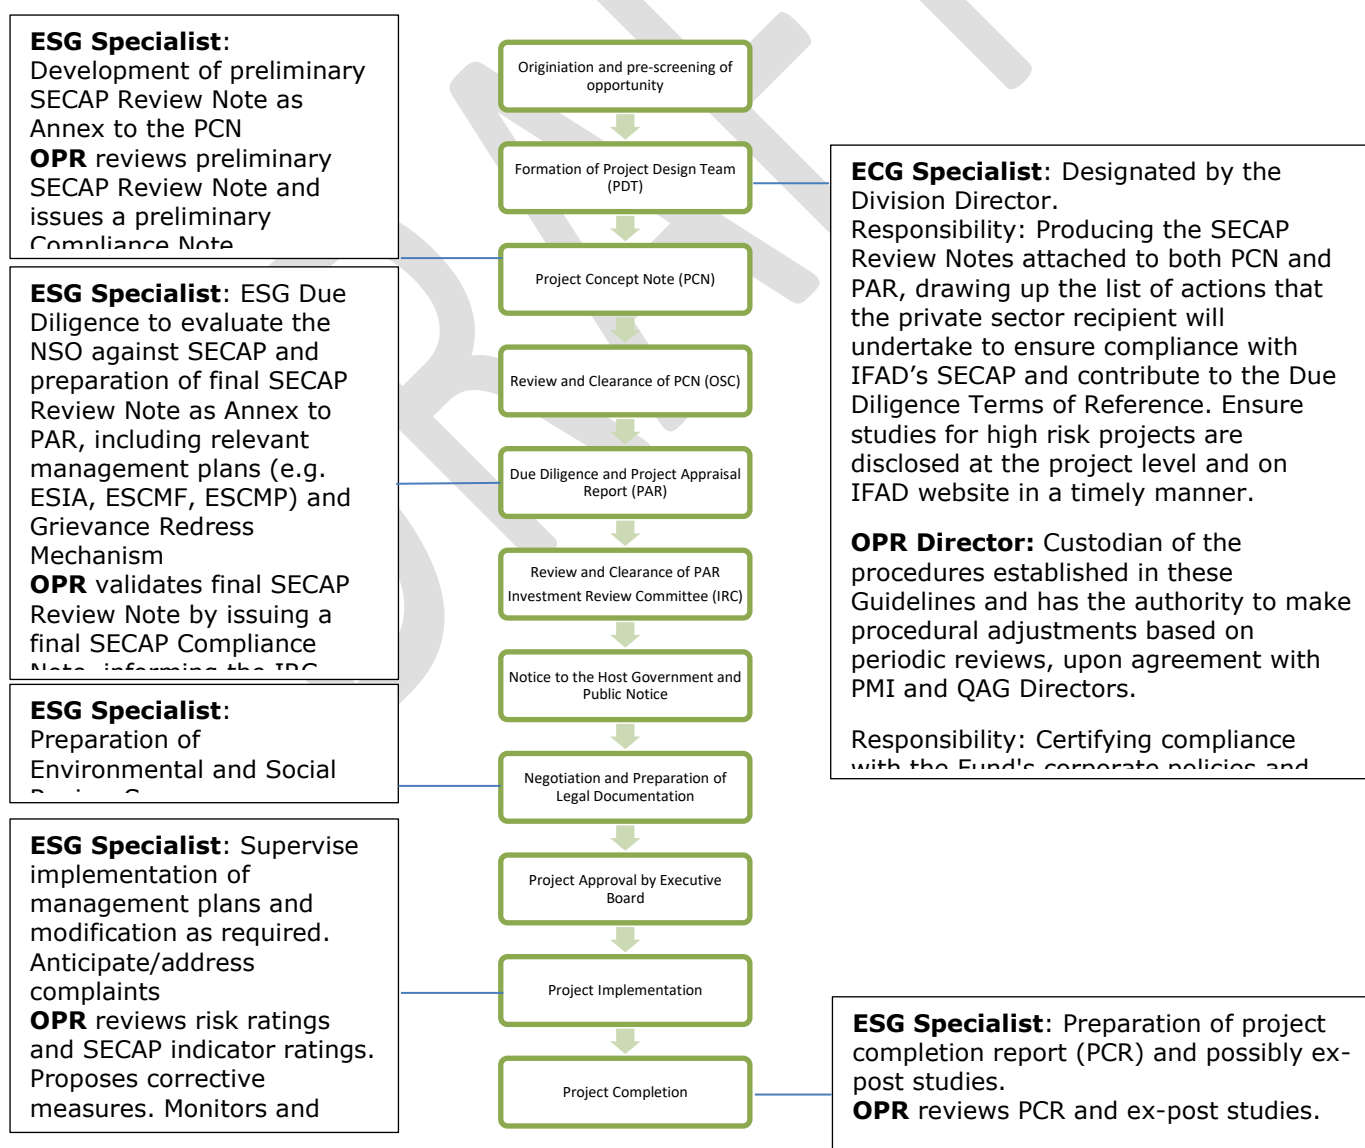 ESG Specialist:
Development of preliminary
SECAP Review Note as
Annex to the PCN
OPR reviews preliminary
SECAP Review Note and
issues a preliminary
Compliance Note
ESG Specialist: ESG Due
Diligence to evaluate the
NSO against SECAP and
preparation of final SECAP
Review Note as Annex to
PAR, including relevant
management plans (e.g.
ESIA, ESCMF, ESCMP) and
Grievance Redress
Mechanism
OPR validates final SECAP
Review Note by issuing a
final SECAP Compliance
Note, informing the IRC
ESG Specialist:
Preparation of
Environmental and Social
ESG Specialist: Supervise
implementation of
management plans and
modification as required.
Anticipate/address
complaints
OPR reviews risk ratings
and SECAP indicator ratings.
Proposes corrective
measures. Monitors and
Originiation and pre-screening of
opportunity
Formation of Project Design Team
(PDT)
Project Concept Note (PCN)
Review and Clearance of PCN (OSC)
Due Diligence and Project Appraisal
Report (PAR)
Review and Clearance of PAR
Investment Review Committee (IRC)
Notice to the Host Government and
Public Notice
Negotiation and Preparation of
Legal Documentation
Project Approval by Executive
Board
Project Implementation
Project Completion
ECG Specialist: Designated by the
Division Director.
Responsibility: Producing the SECAP
Review Notes attached to both PCN and
PAR, drawing up the list of actions that
the private sector recipient will
undertake to ensure compliance with
IFAD’s SECAP and contribute to the Due
Diligence Terms of Reference. Ensure
studies for high risk projects are
disclosed at the project level and on
IFAD website in a timely manner.
OPR Director: Custodian of the
procedures established in these
Guidelines and has the authority to make
procedural adjustments based on
periodic reviews, upon agreement with
PMI and QAG Directors.
Responsibility: Certifying compliance
with the Fund's corporate policies and
ESG Specialist: Preparation of project
completion report (PCR) and possibly ex-
post studies.
OPR reviews PCR and ex-post studies.
DRAFT